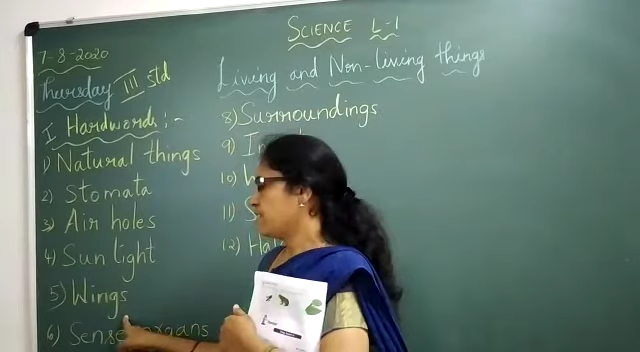 7-8-2020
Thursday III std
SCIENCE L-1
Living and Non-living things
I Hardwords:-
1) Natural things
2) Stomata
3) Air holes
4) Sun light
5) Wings
6) Sense organs
8) Surroundings
9)
10)
11)
12)